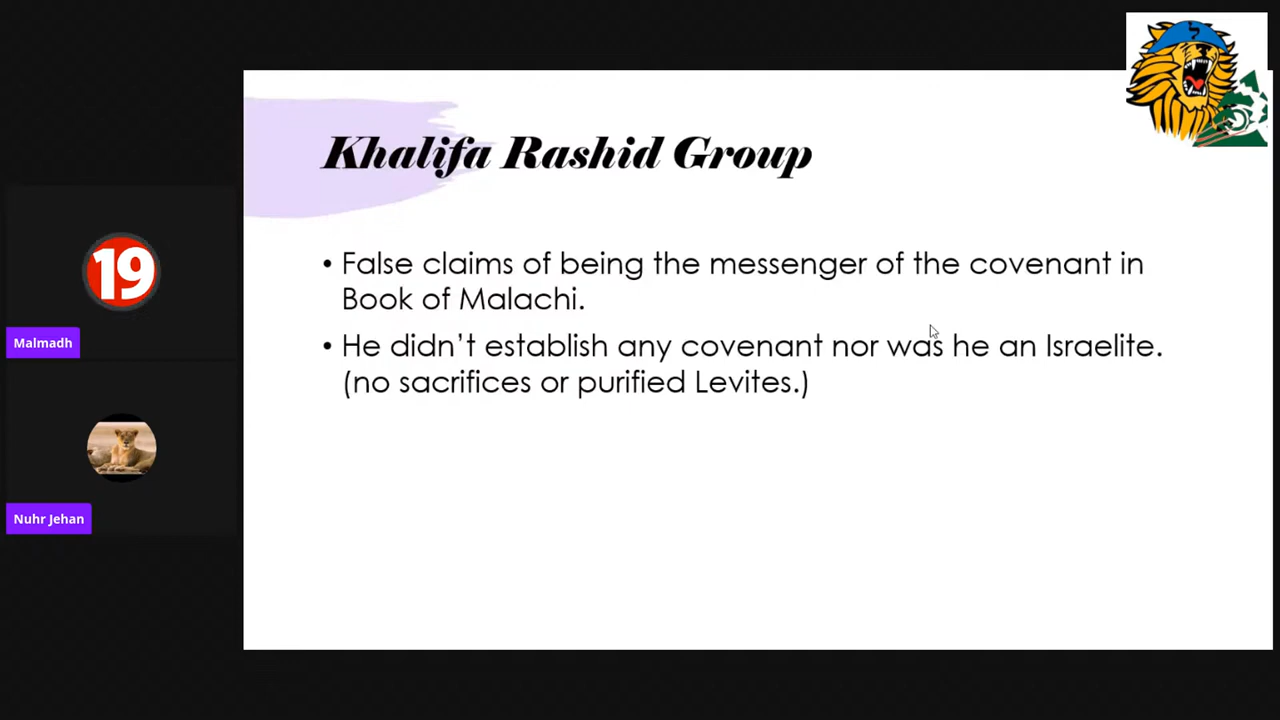 Khalifa Rashid Group
• False claims of being the messenger of the covenant in
Book of Malachi.
• He didn’t establish any covenant nor was he an Israelite.
(no sacrifices or purified Levites.)
19
Malmadh
Nuhr Jehan